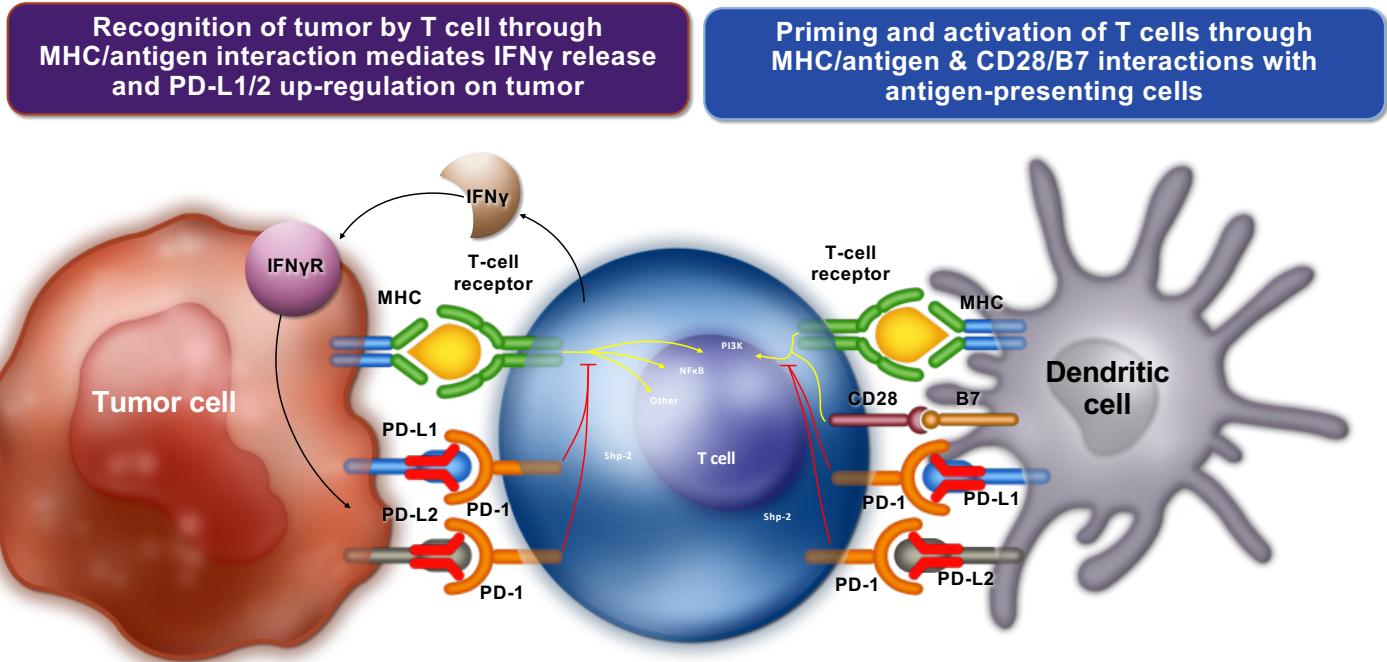 Recognition of tumor by T cell through
MHC/antigen interaction mediates IFNγ release
and PD-L1/2 up-regulation on tumor
Priming and activation of T cells through
MHC/antigen & CD28/B7 interactions with
antigen-presenting cells
IFNγ
IFNγR
T-cell
receptor
MHC
T-cell
receptor
MHC
PI3K
NFκB
Other
Tumor cell
Dendritic
cell
CD28
B7
PD-L1
Shp-2
T cell
PD-1
PD-L2
PD-1
PD-1
PD-L1
Shp-2
PD-1
PD-L2